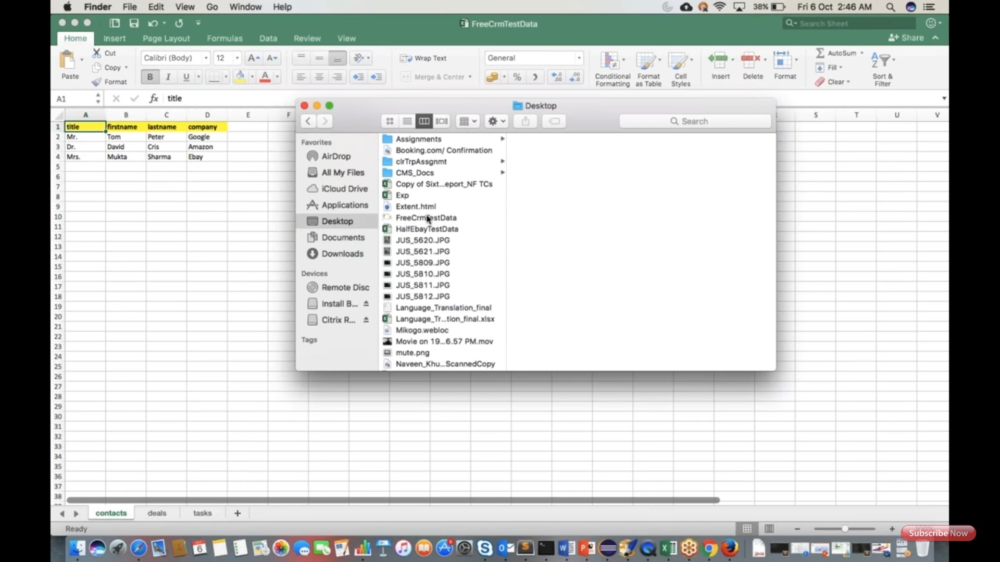 Finder File Edit View Go Window Help 38% Fri 6 Oct 2:46 AM
FreeCrmTestData Search Sheet
Home Insert Page Layout Formulas Data Review View Share
Paste Cut Copy Format
Calibri (Body) 12
B I U A
Wrap Text
Merge & Center
General
%
Conditional Formatting
Format as Table
Cell Styles
Insert Delete Format
AutoSum
Fill
Clear
Sort & Filter
A1 fx title
A B C D E F S T U V
1 title firstname lastname company
2 Mr. Tom Peter Google
3 Dr. David Cris Amazon
4 Mrs. Mukta Sharma Ebay
5
6
7
8
9
10
11
12
13
14
15
16
17
18
19
20
21
22
23
24
25
26
27
28
29
30
31
32
33
34
35
36
37
38
Desktop
Search
Favorites
AirDrop
All My Files
iCloud Drive
Applications
Desktop
Documents
Downloads
Devices
Remote Disc
Install B...
Citrix R...
Tags
Assignments
Booking.com/ Confirmation
clrTrpAssgnmt
CMS_Docs
Copy of Sixt...eport_NF TCs
Exp
Extent.html
FreeCrmTestData
HalfEbayTestData
JUS_5620.JPG
JUS_5621.JPG
JUS_5809.JPG
JUS_5810.JPG
JUS_5811.JPG
JUS_5812.JPG
Language_Translation_final
Language_Tr...tion_final.xlsx
Mikogo.webloc
Movie on 19...6.57 PM.mov
mute.png
Naveen_Khu...ScannedCopy
contacts deals tasks +
Ready
Subscribe Now